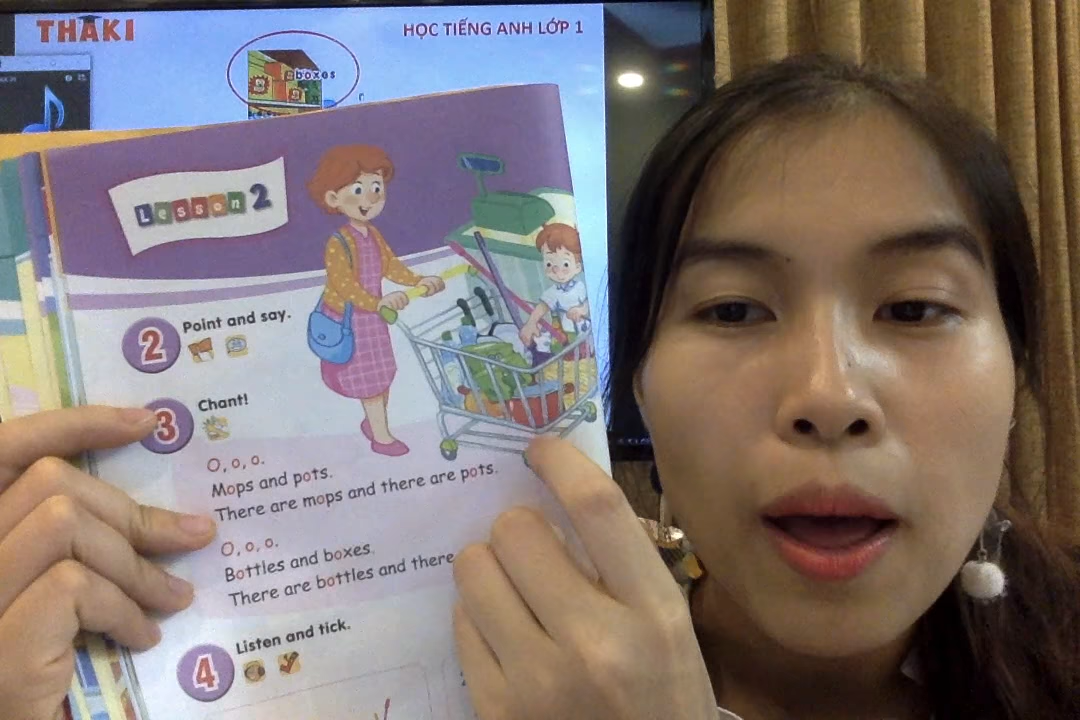 THAKI
HỌC TIẾNG ANH LỚP 1
boxes
Lesson 2
2 Point and say.
3 Chant!
O, o, o.
Mops and pots.
There are mops and there are pots.
O, o, o.
Bottles and boxes.
There are bottles and there
4 Listen and tick.